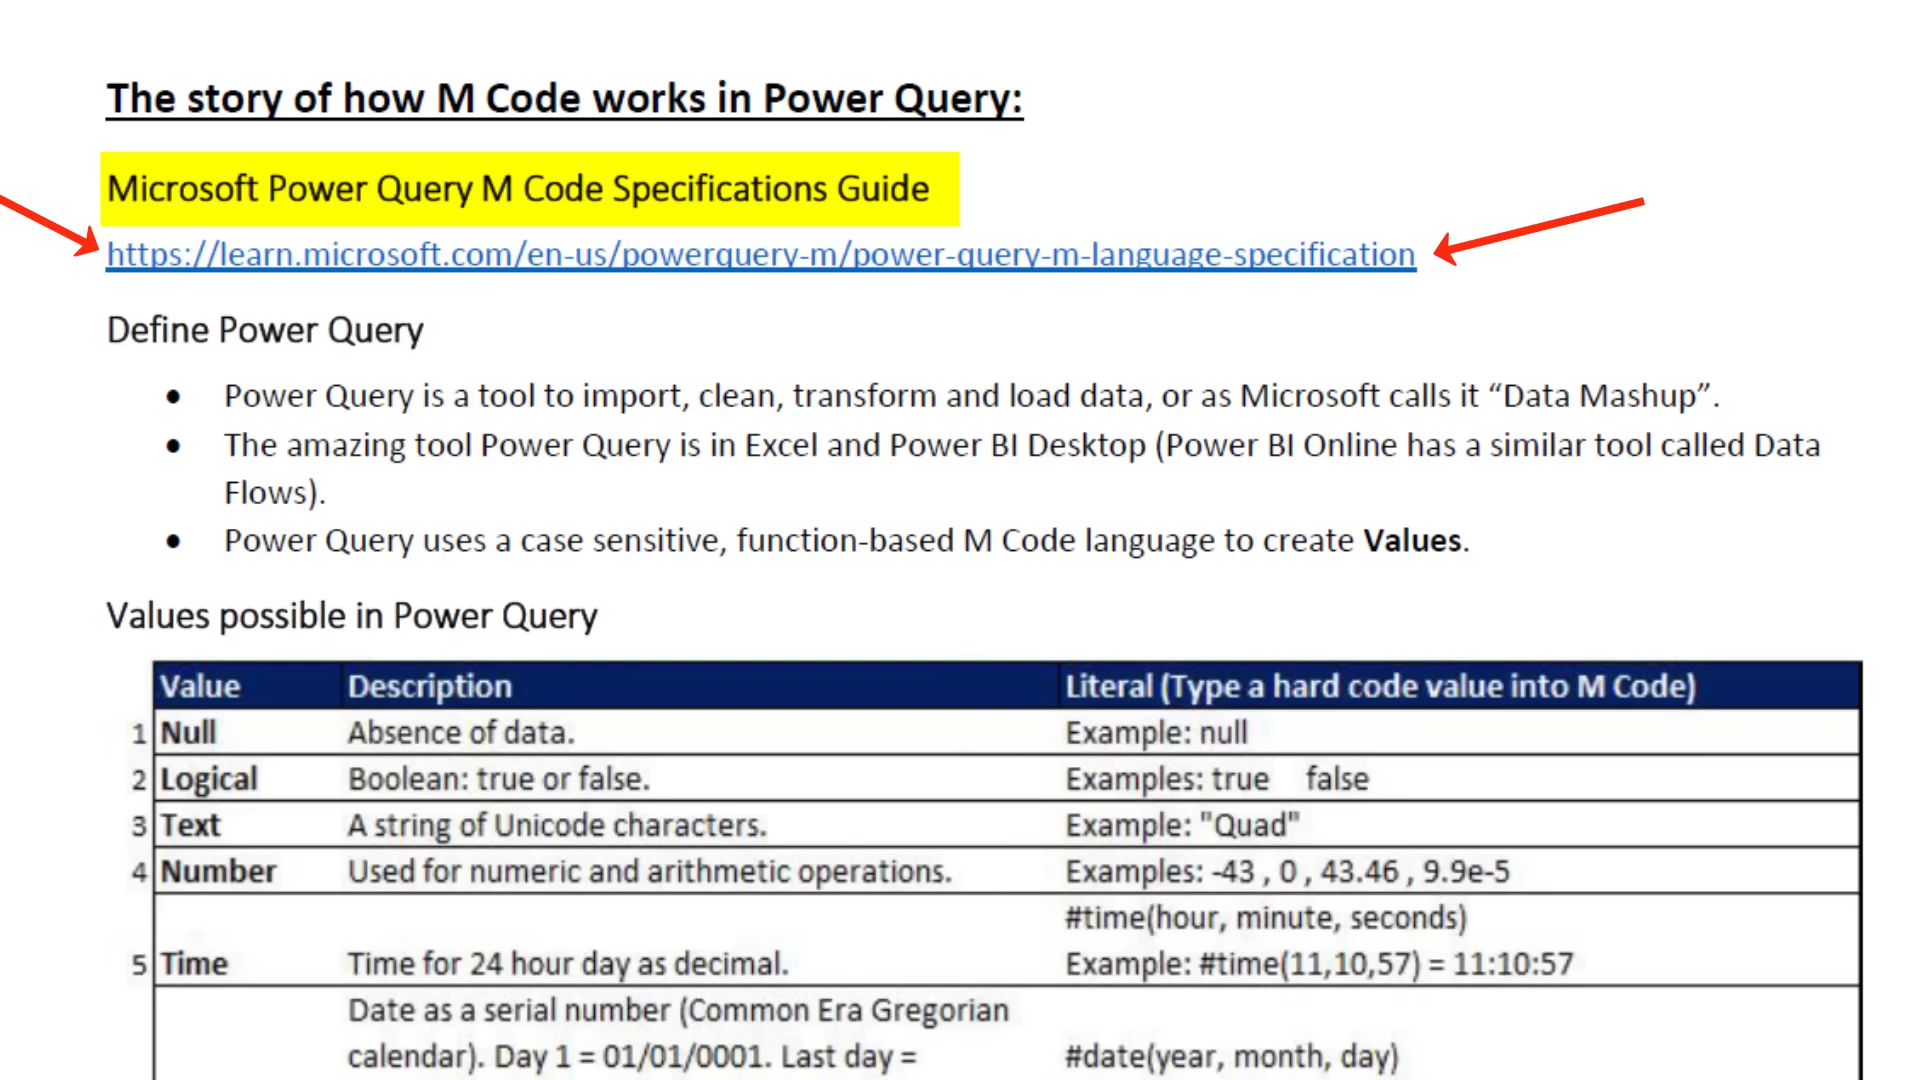 The story of how M Code works in Power Query:
Microsoft Power Query M Code Specifications Guide
https://learn.microsoft.com/en-us/powerquery-m/power-query-m-language-specification
Define Power Query
• Power Query is a tool to import, clean, transform and load data, or as Microsoft calls it “Data Mashup”.
• The amazing tool Power Query is in Excel and Power BI Desktop (Power BI Online has a similar tool called Data
Flows).
• Power Query uses a case sensitive, function-based M Code language to create Values.
Values possible in Power Query
Value Description Literal (Type a hard code value into M Code)
1 Null Absence of data. Example: null
2 Logical Boolean: true or false. Examples: true false
3 Text A string of Unicode characters. Example: "Quad"
4 Number Used for numeric and arithmetic operations. Examples: -43 , 0 , 43.46 , 9.9e-5
#time(hour, minute, seconds)
5 Time Time for 24 hour day as decimal. Example: #time(11,10,57) = 11:10:57
Date as a serial number (Common Era Gregorian
calendar). Day 1 = 01/01/0001. Last day = #date(year, month, day)